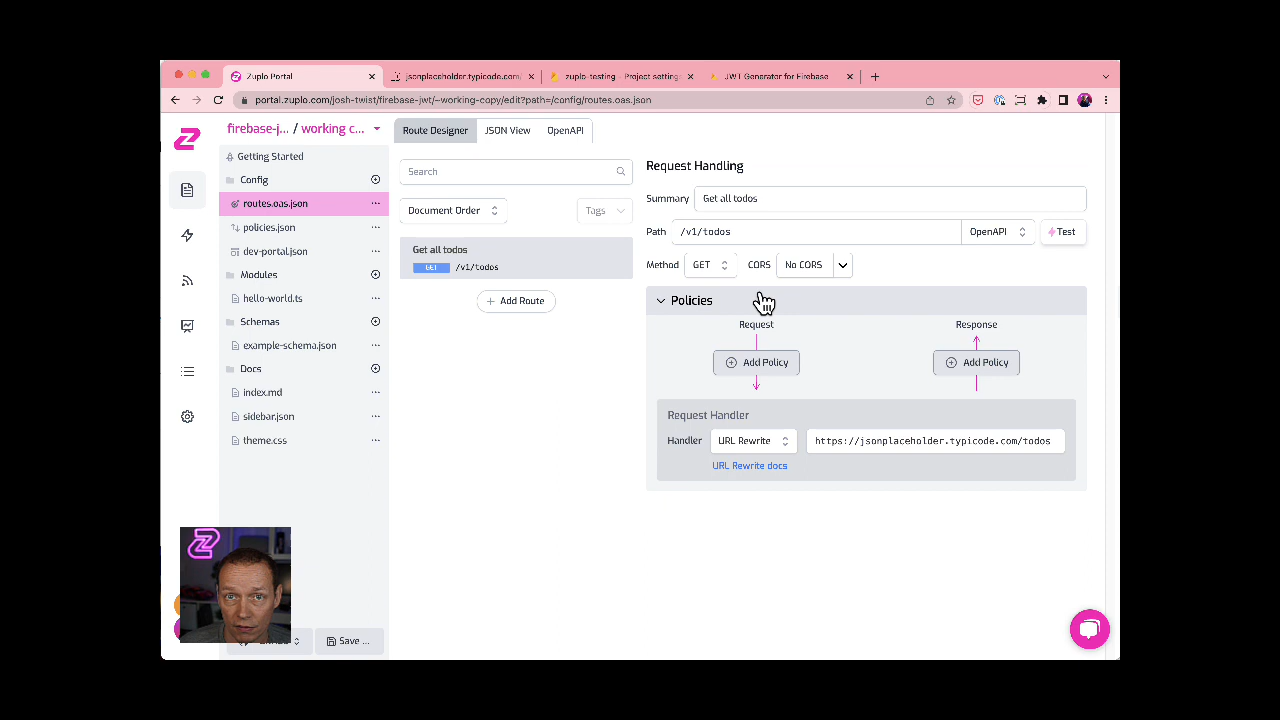 Zuplo Portal
jsonplaceholder.typicode.com/
zuplo-testing - Project settings
JWT Generator for Firebase
portal.zuplo.com/josh-twist/firebase-jwt/~working-copy/edit?path=/config/routes.oas.json
firebase-j... / working c...
Route Designer
JSON View
OpenAPI
Getting Started
Config
routes.oas.json
policies.json
dev-portal.json
Modules
hello-world.ts
Schemas
example-schema.json
Docs
index.md
sidebar.json
theme.css
Save ...
Search
Document Order
Tags
Get all todos
GET /v1/todos
Add Route
Request Handling
Summary Get all todos
Path /v1/todos OpenAPI Test
Method GET CORS No CORS
Policies
Request Response
Add Policy Add Policy
Request Handler
Handler URL Rewrite https://jsonplaceholder.typicode.com/todos
URL Rewrite docs